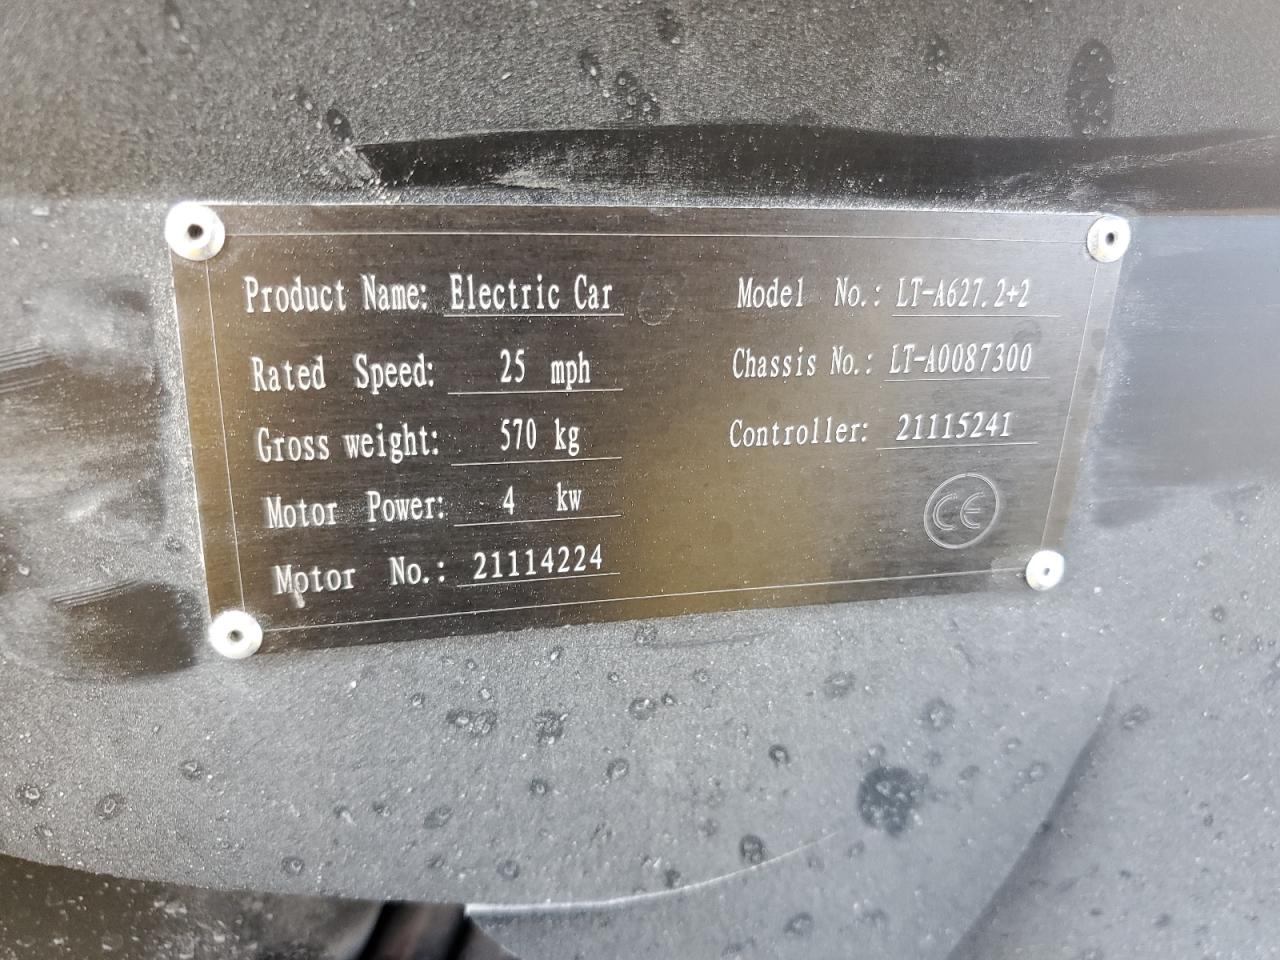 Product Name: Electric Car
Rated Speed: 25 mph
Gross weight: 570 kg
Motor Power: 4 kw
Motor No.: 21114224
Model No.: LT-A627.2+2
Chassis No.: LT-A0087300
Controller: 21115241
CE